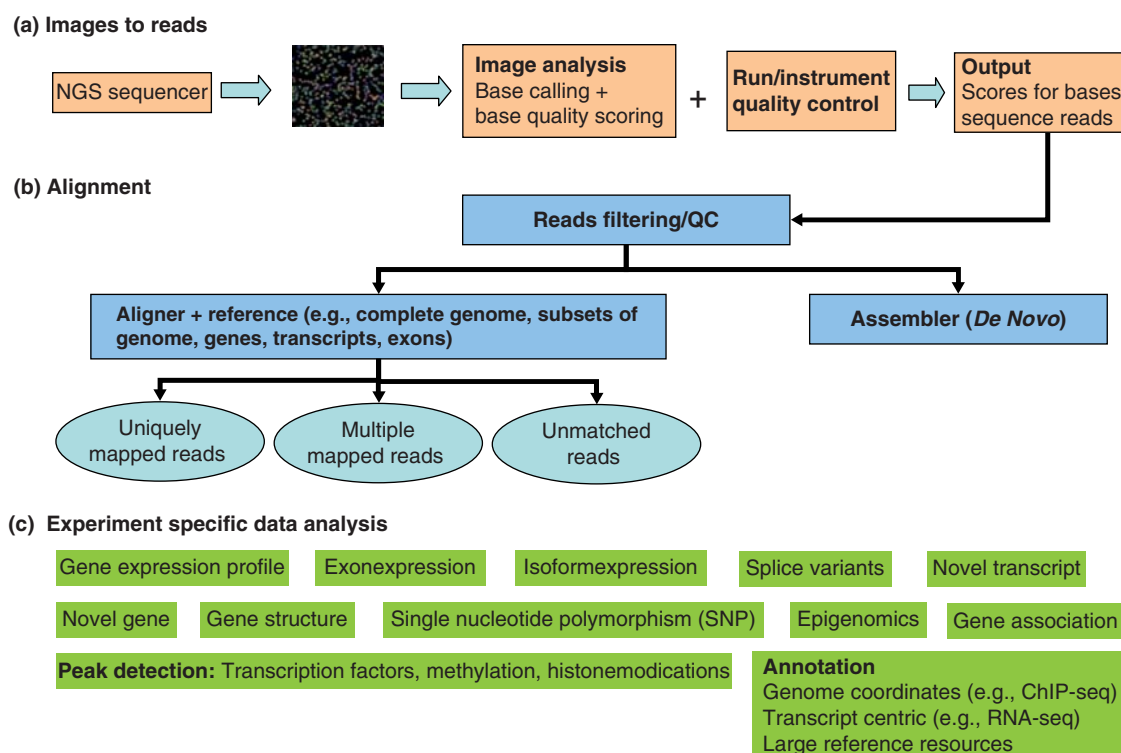 (a) Images to reads
NGS sequencer
Image analysis
Base calling +
base quality scoring
+
Run/instrument
quality control
Output
Scores for bases
sequence reads
(b) Alignment
Reads filtering/QC
Aligner + reference (e.g., complete genome, subsets of
genome, genes, transcripts, exons)
Assembler (De Novo)
Uniquely
mapped reads
Multiple
mapped reads
Unmatched
reads
(c) Experiment specific data analysis
Gene expression profile
Exonexpression
Isoformexpression
Splice variants
Novel transcript
Novel gene
Gene structure
Single nucleotide polymorphism (SNP)
Epigenomics
Gene association
Peak detection: Transcription factors, methylation, histonemodications
Annotation
Genome coordinates (e.g., ChIP-seq)
Transcript centric (e.g., RNA-seq)
Large reference resources